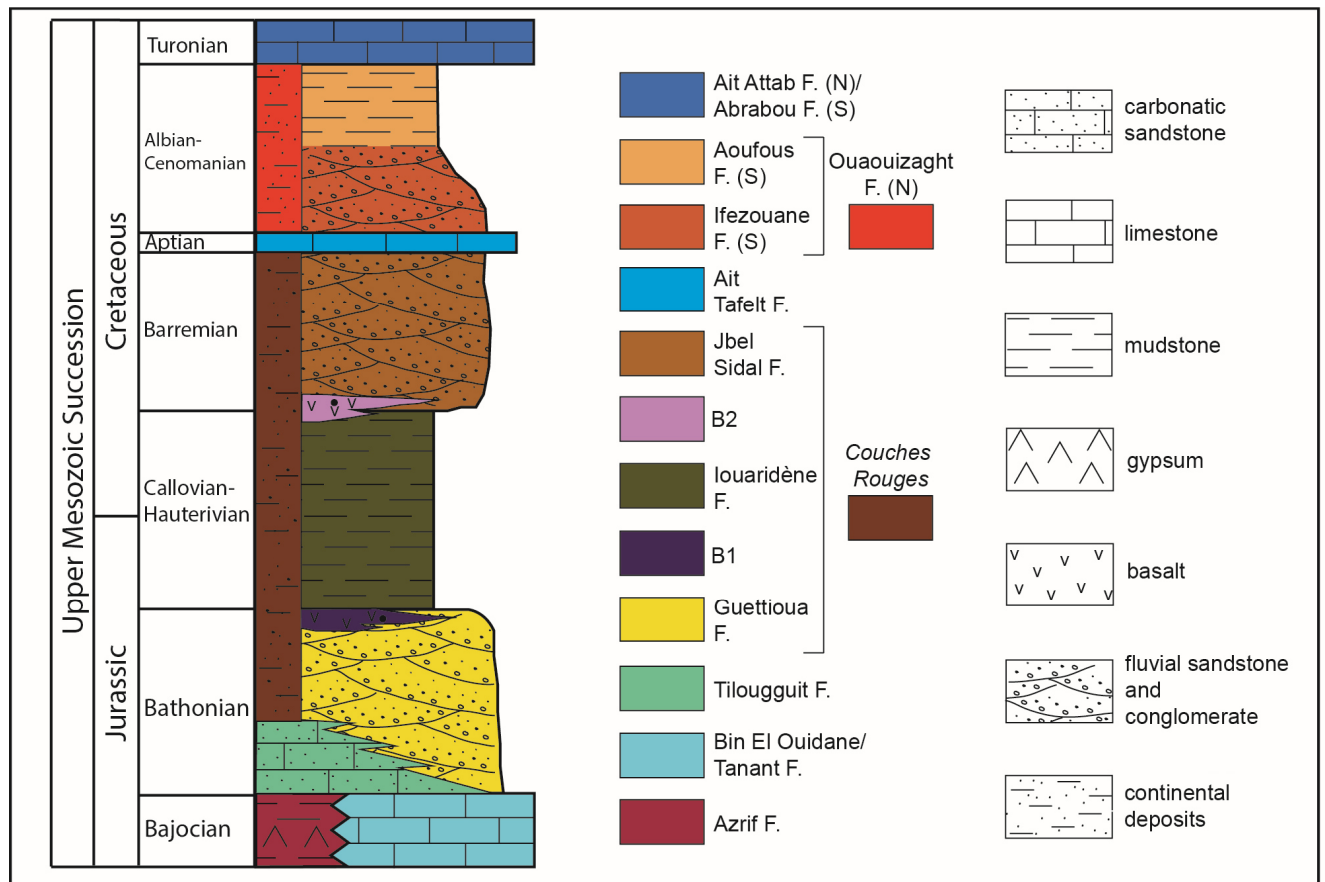 Upper Mesozoic Succession
Cretaceous
Jurassic
Turonian
Albian-
Cenomanian
Aptian
Barremian
Callovian-
Hauterivian
Bathonian
Bajocian
Ait Attab F. (N)/
Abrabou F. (S)
Aoufous
F. (S)
Ifezouane
F. (S)
Ouaouizaght
F. (N)
Ait
Tafelt F.
Jbel
Sidal F.
B2
Iouaridène
F.
B1
Guettioua
F.
Couches
Rouges
Tilougguit F.
Bin El Ouidane/
Tanant F.
Azrif F.
carbonatic
sandstone
limestone
mudstone
gypsum
basalt
fluvial sandstone
and
conglomerate
continental
deposits